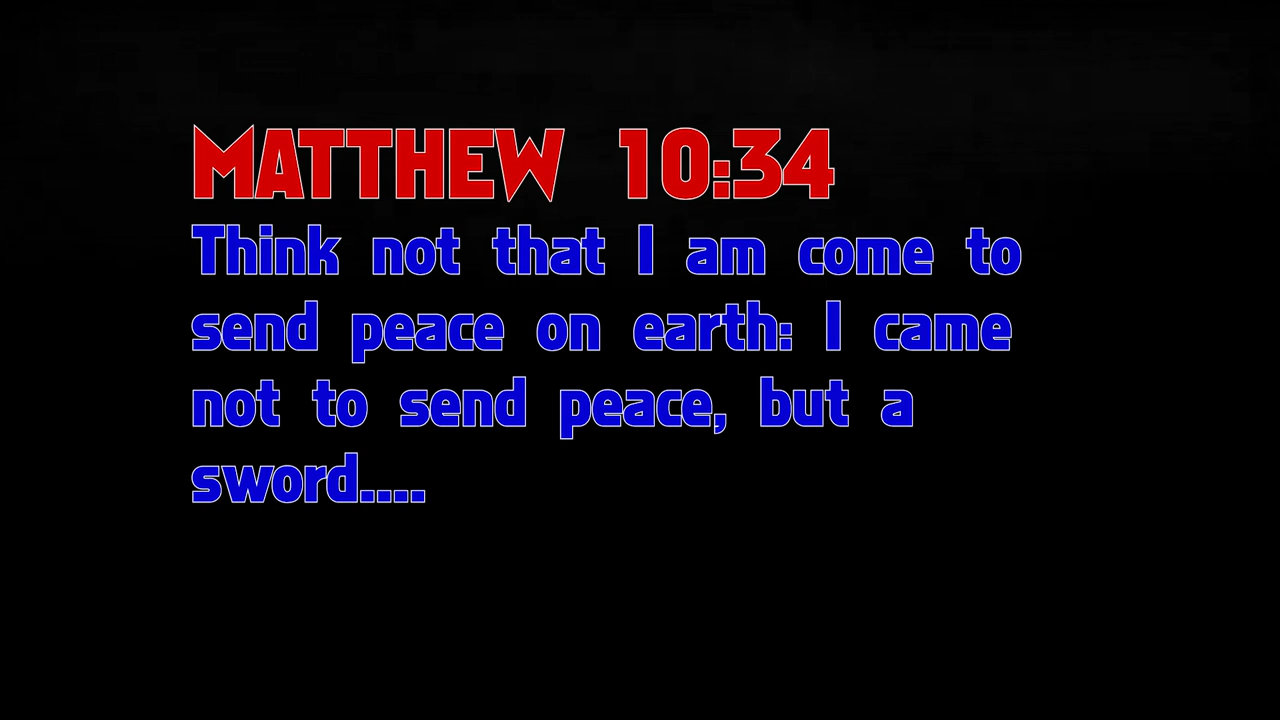 MATTHEW 10:34
Think not that I am come to
send peace on earth: I came
not to send peace, but a
sword....